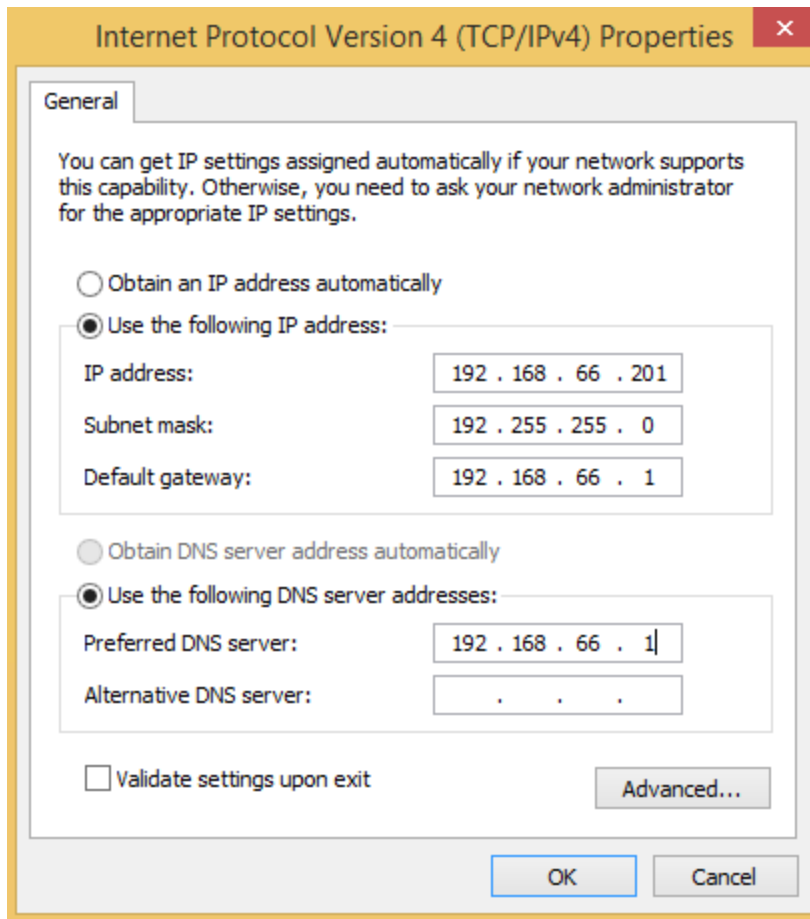 Internet Protocol Version 4 (TCP/IPv4) Properties
General
You can get IP settings assigned automatically if your network supports
this capability. Otherwise, you need to ask your network administrator
for the appropriate IP settings.
Obtain an IP address automatically
Use the following IP address:
IP address: 192 . 168 . 66 . 201
Subnet mask: 192 . 255 . 255 . 0
Default gateway: 192 . 168 . 66 . 1
Obtain DNS server address automatically
Use the following DNS server addresses:
Preferred DNS server: 192 . 168 . 66 . 1
Alternative DNS server: . . .
Validate settings upon exit
Advanced...
OK Cancel